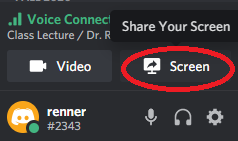 Share Your Screen
Voice Connect
Class Lecture / Dr. R
Video
Screen
renner
#2343